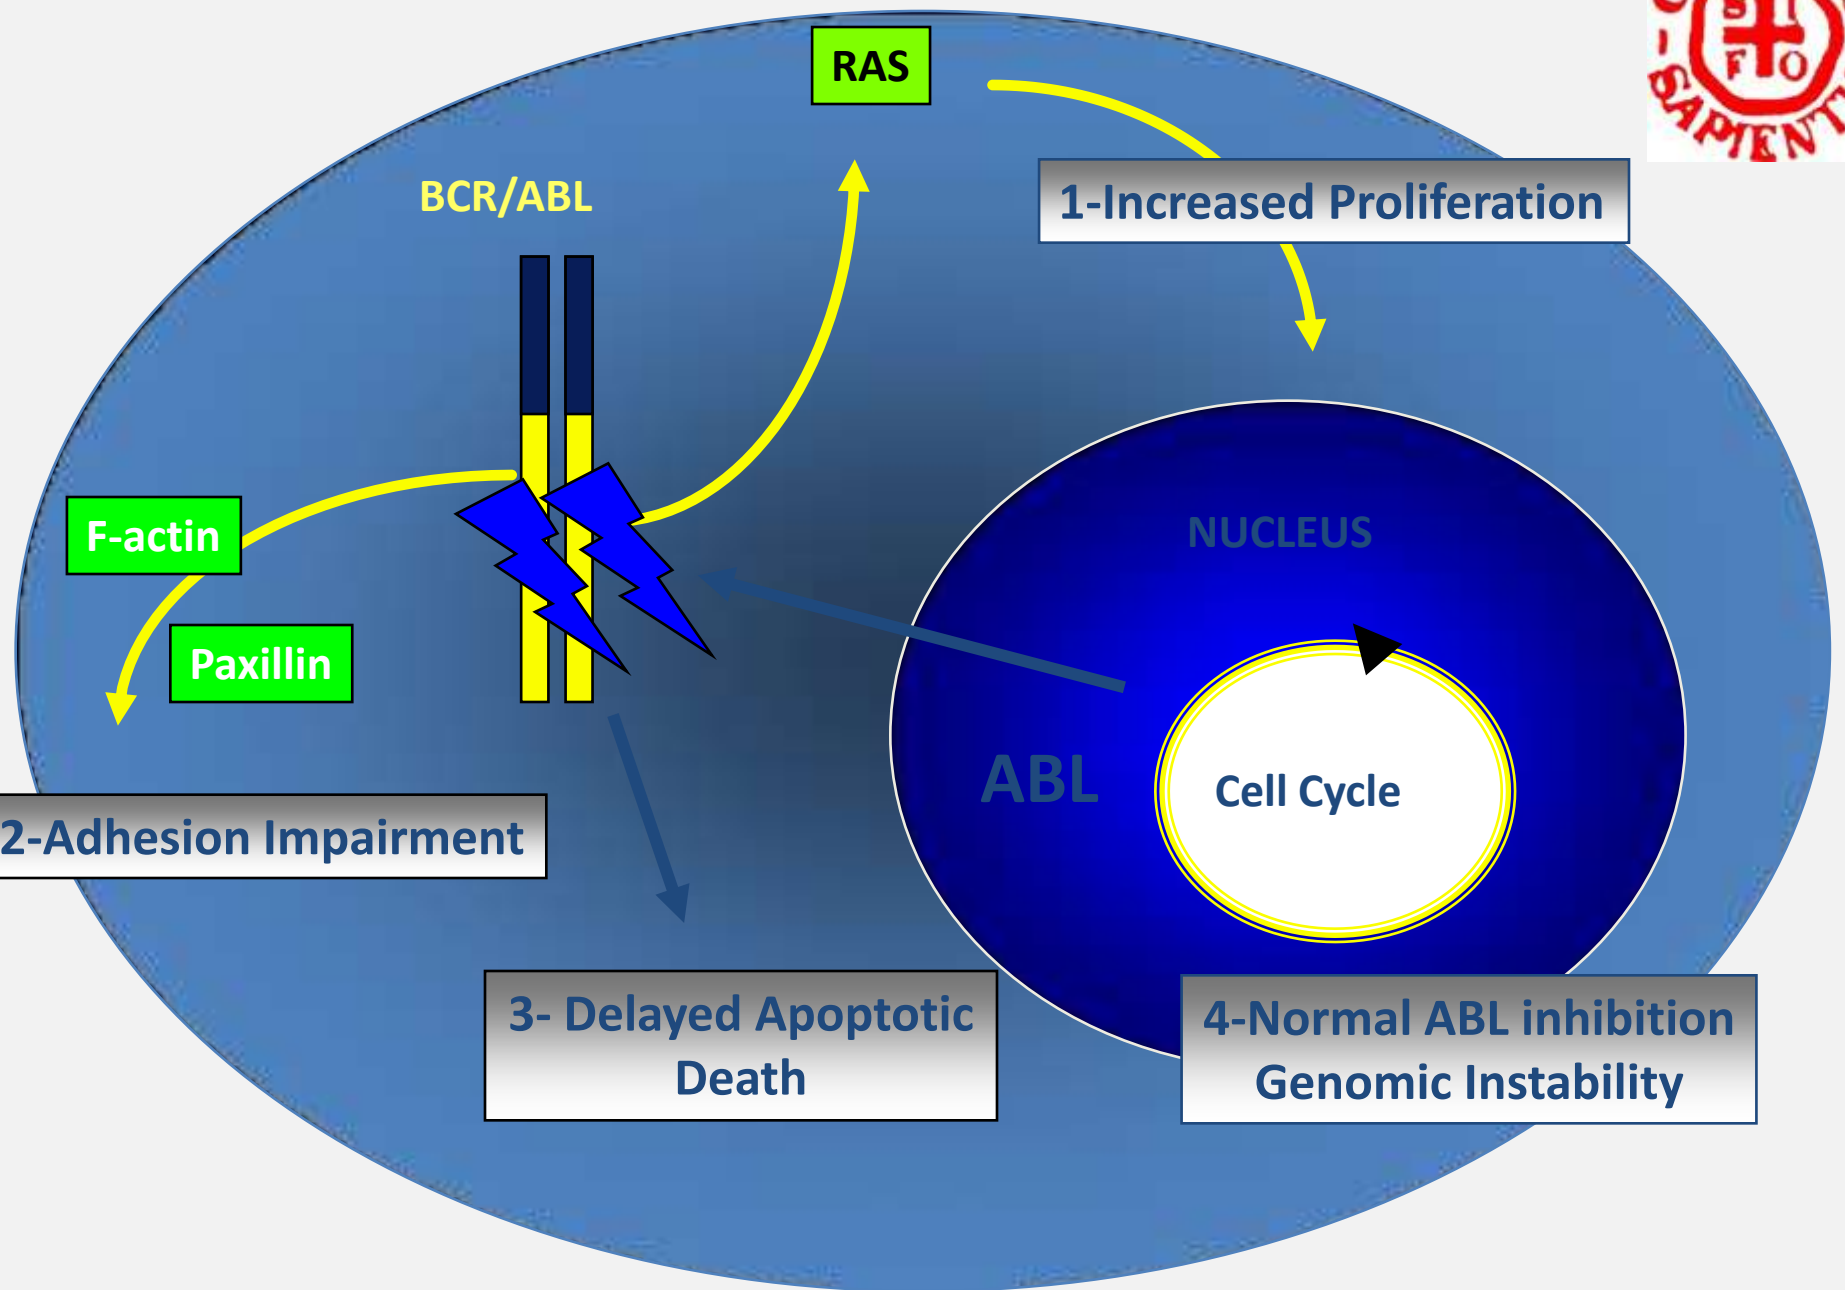 RAS
BCR/ABL
1-Increased Proliferation
F-actin
Paxillin
NUCLEUS
ABL
Cell Cycle
2-Adhesion Impairment
3- Delayed Apoptotic
Death
4-Normal ABL inhibition
Genomic Instability
F O